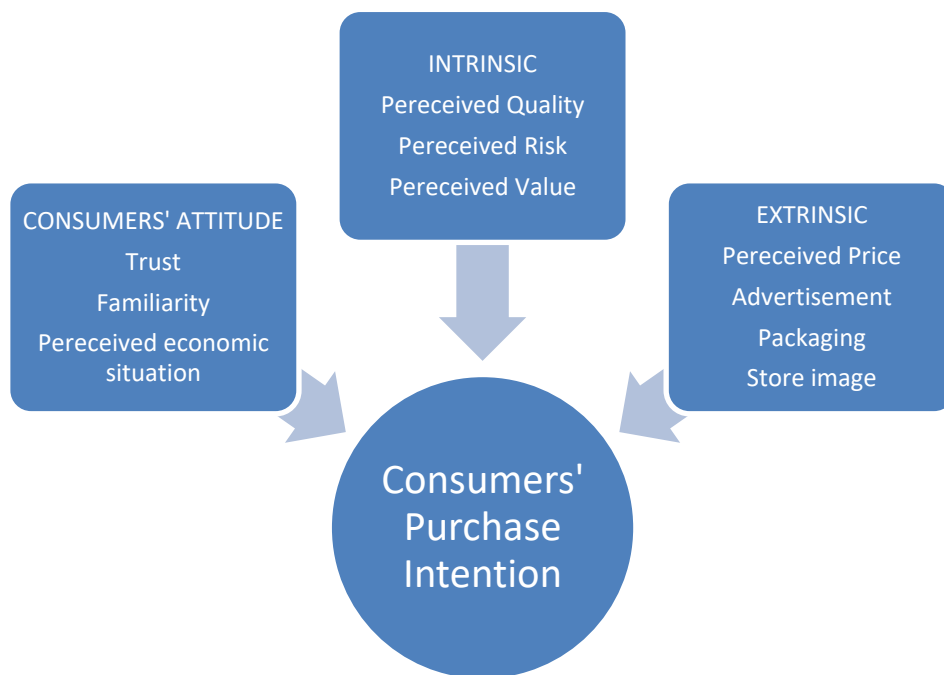 CONSUMERS' ATTITUDE
Trust
Familiarity
Pereceived economic
situation
INTRINSIC
Pereceived Quality
Pereceived Risk
Pereceived Value
EXTRINSIC
Pereceived Price
Advertisement
Packaging
Store image
Consumers'
Purchase
Intention